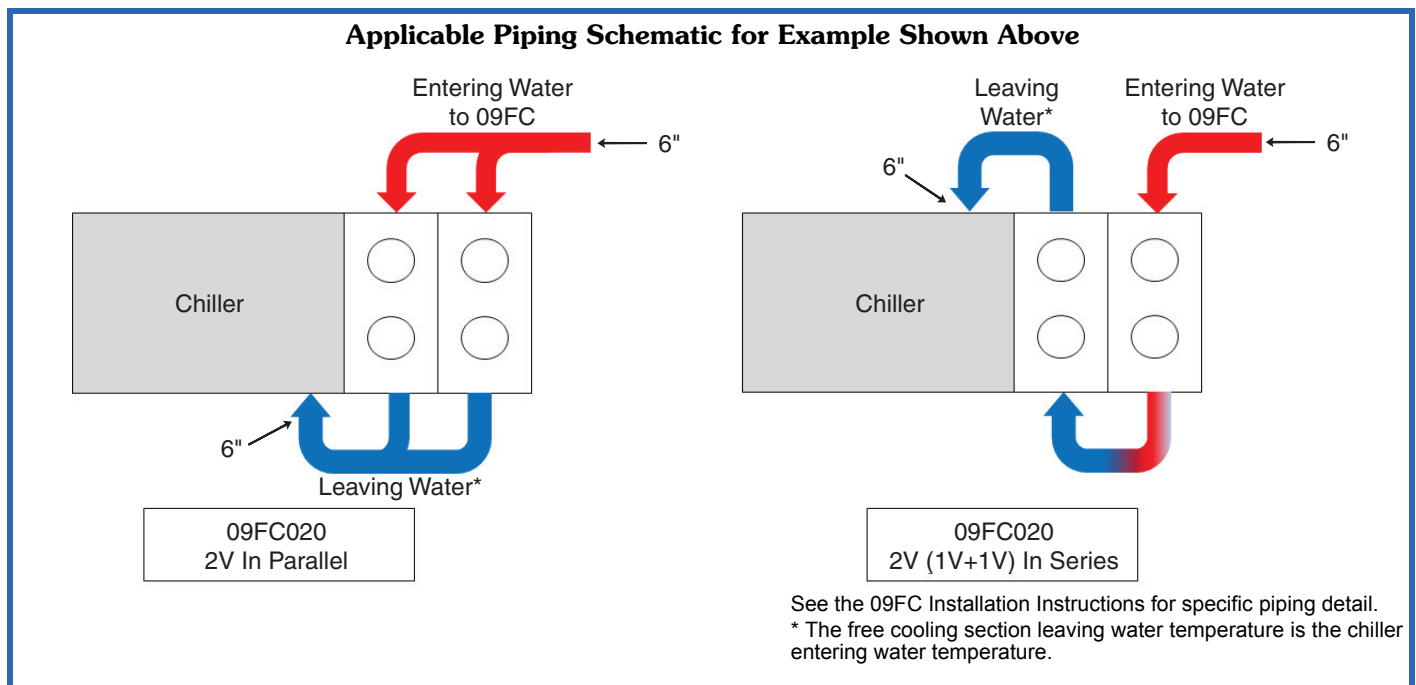 Applicable Piping Schematic for Example Shown Above
Entering Water
to 09FC
6"
Chiller
6"
Leaving Water*
09FC020
2V In Parallel
Leaving
Water*
Entering Water
to 09FC
6"
6"
Chiller
09FC020
2V (1V+1V) In Series
See the 09FC Installation Instructions for specific piping detail.
* The free cooling section leaving water temperature is the chiller
entering water temperature.